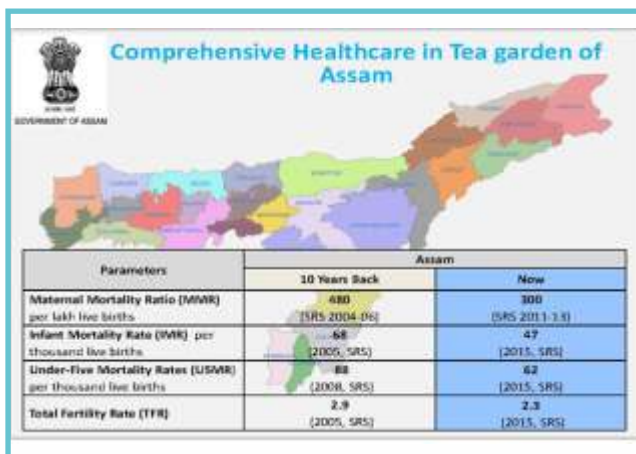 Comprehensive Healthcare in Tea garden of
Assam
GOVERNMENT OF ASSAM
Parameters
Assam
10 Years Back
Now
Maternal Mortality Ratio (MMR)
per lakh live births
480
(SRS 2004-06)
300
(SRS 2011-13)
Infant Mortality Rate (IMR) per
thousand live births
68
(2005, SRS)
47
(2015, SRS)
Under-Five Mortality Rates (U5MR)
per thousand live births
88
(2008, SRS)
62
(2015, SRS)
Total Fertility Rate (TFR)
2.9
(2005, SRS)
2.3
(2015, SRS)